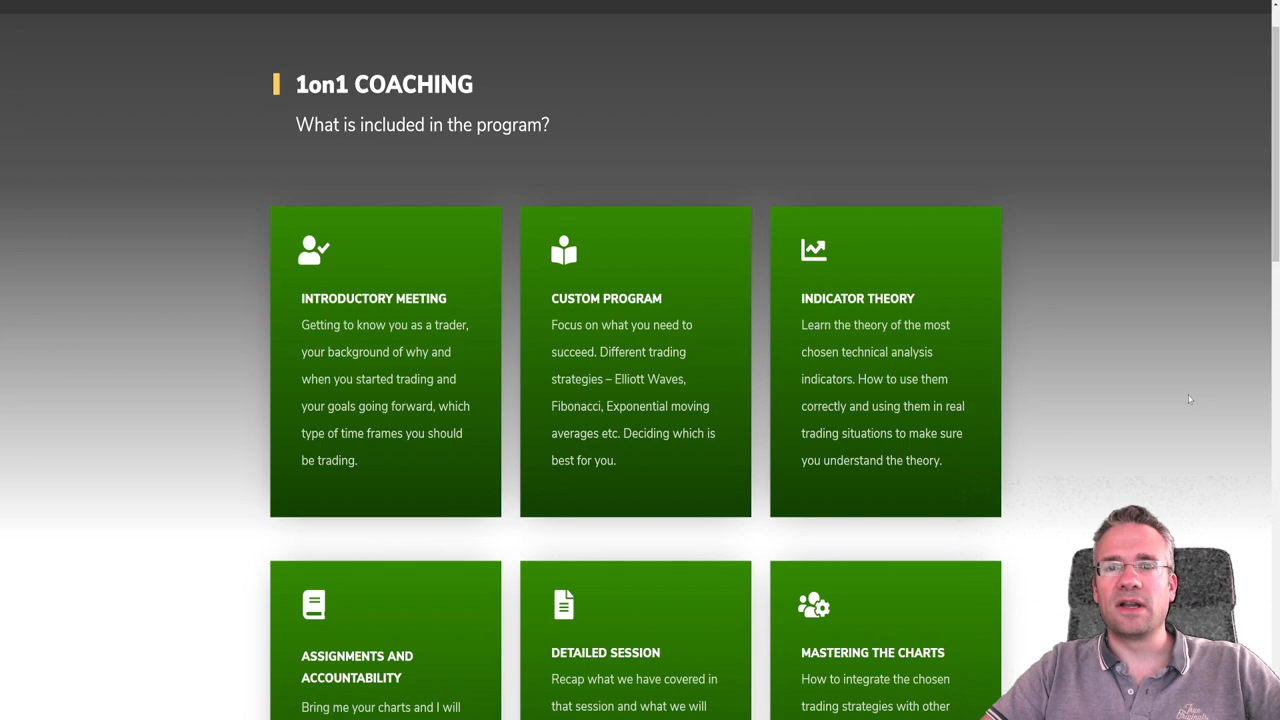 1on1 COACHING
What is included in the program?
INTRODUCTORY MEETING
Getting to know you as a trader,
your background of why and
when you started trading and
your goals going forward, which
type of time frames you should
be trading.
CUSTOM PROGRAM
Focus on what you need to
succeed. Different trading
strategies – Elliott Waves,
Fibonacci, Exponential moving
averages etc. Deciding which is
best for you.
INDICATOR THEORY
Learn the theory of the most
chosen technical analysis
indicators. How to use them
correctly and using them in real
trading situations to make sure
you understand the theory.
ASSIGNMENTS AND
ACCOUNTABILITY
Bring me your charts and I will
DETAILED SESSION
Recap what we have covered in
that session and what we will
MASTERING THE CHARTS
How to integrate the chosen
trading strategies with other